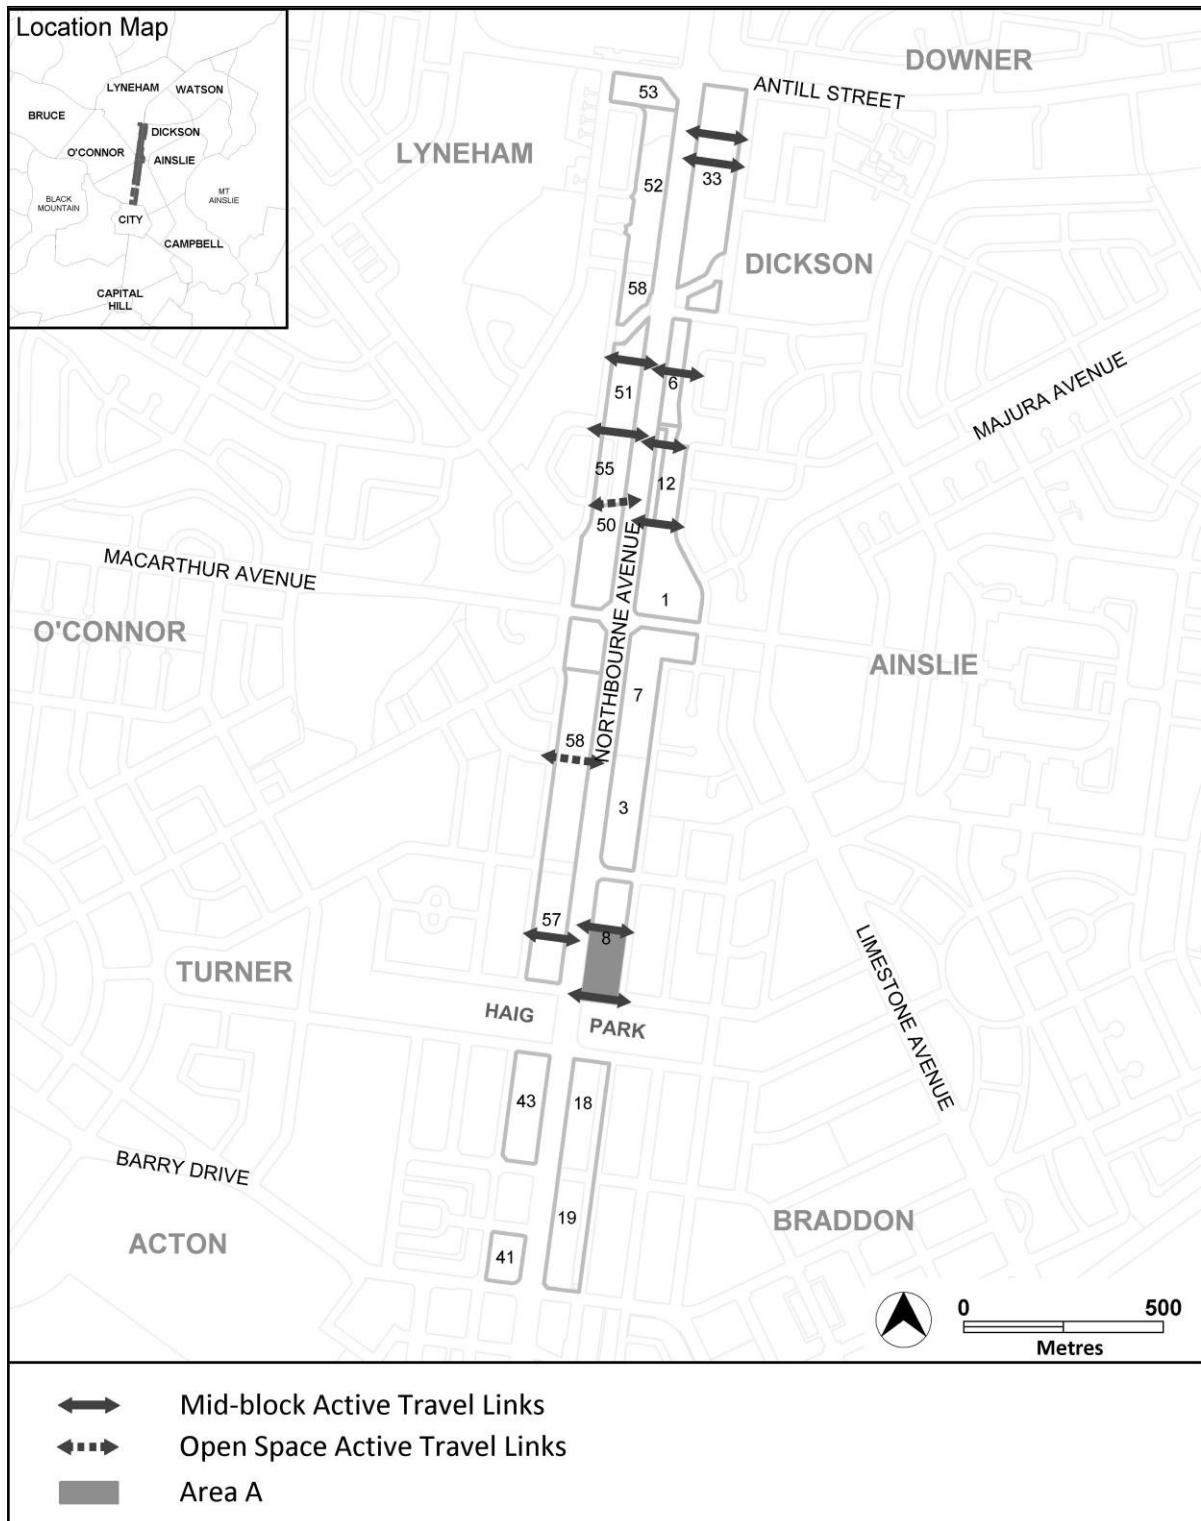 Location Map
LYNEHAM
WATSON
BRUCE
DICKSON
O'CONNOR
AINSLIE
BLACK
MOUNTAIN
MT
AINSLIE
CITY
CAMPBELL
CAPITAL
HILL
DOWNER
53
ANTILL STREET
LYNEHAM
52
33
DICKSON
58
51
6
MAJURA AVENUE
55
12
50
NORTHBOURNE AVENUE
MACARTHUR AVENUE
1
O'CONNOR
AINSLIE
7
58
3
57
8
LIMESTONE AVENUE
TURNER
HAIG
PARK
43
18
BARRY DRIVE
19
BRADDON
ACTON
41
0
500
Metres
Mid-block Active Travel Links
Open Space Active Travel Links
Area A